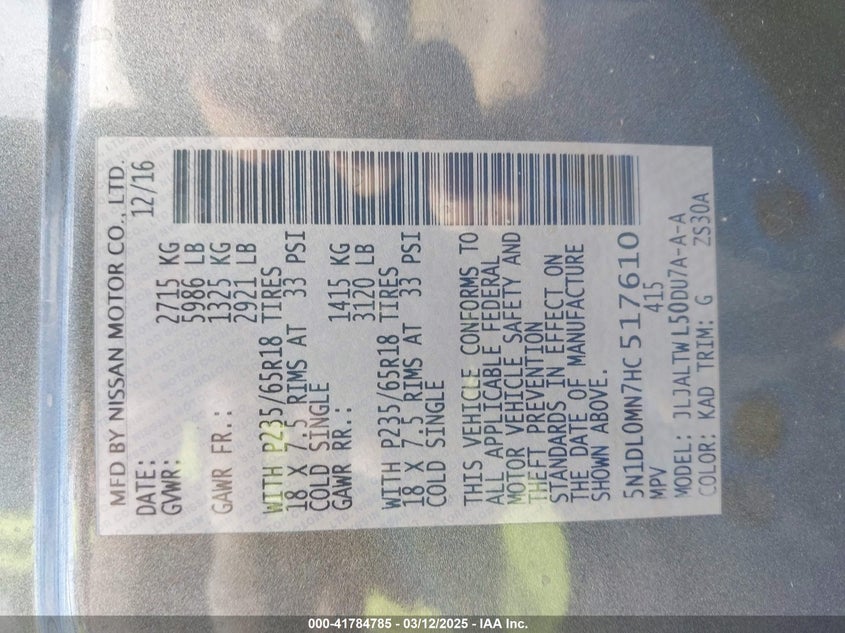 MFD BY NISSAN MOTOR CO., LTD.
DATE: 12/16
GVWR: 2715 KG
5986 LB
GAWR FR.: 1325 KG
2921 LB
WITH P235/65R18 TIRES
18 X 7.5 RIMS AT 33 PSI
COLD SINGLE
GAWR RR.: 1415 KG
3120 LB
WITH P235/65R18 TIRES
18 X 7.5 RIMS AT 33 PSI
COLD SINGLE
THIS VEHICLE CONFORMS TO
ALL APPLICABLE FEDERAL
MOTOR VEHICLE SAFETY AND
THEFT PREVENTION
STANDARDS IN EFFECT ON
THE DATE OF MANUFACTURE
SHOWN ABOVE.
5N1DL0MN7HC517610
MPV 415
MODEL: JLJALTWL50DU7A-A-A
COLOR: KAD TRIM: G ZS30A
000-41784785 - 03/12/2025 - IAA Inc.